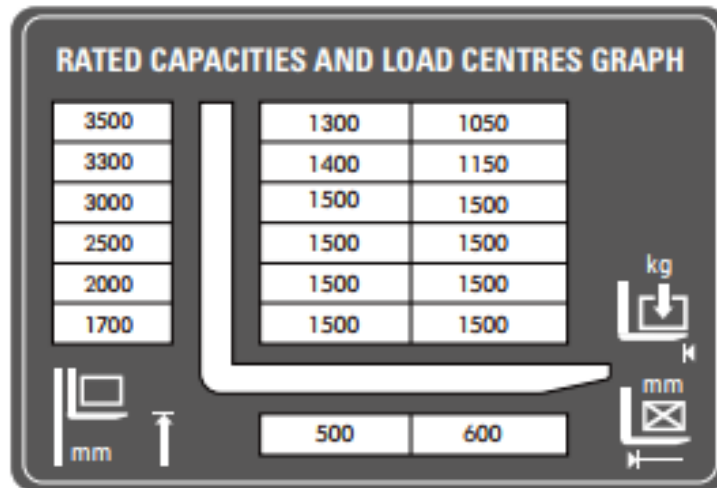 RATED CAPACITIES AND LOAD CENTRES GRAPH
3500 1300 1050
3300 1400 1150
3000 1500 1500
2500 1500 1500
2000 1500 1500
1700 1500 1500
kg
mm
mm
500 600